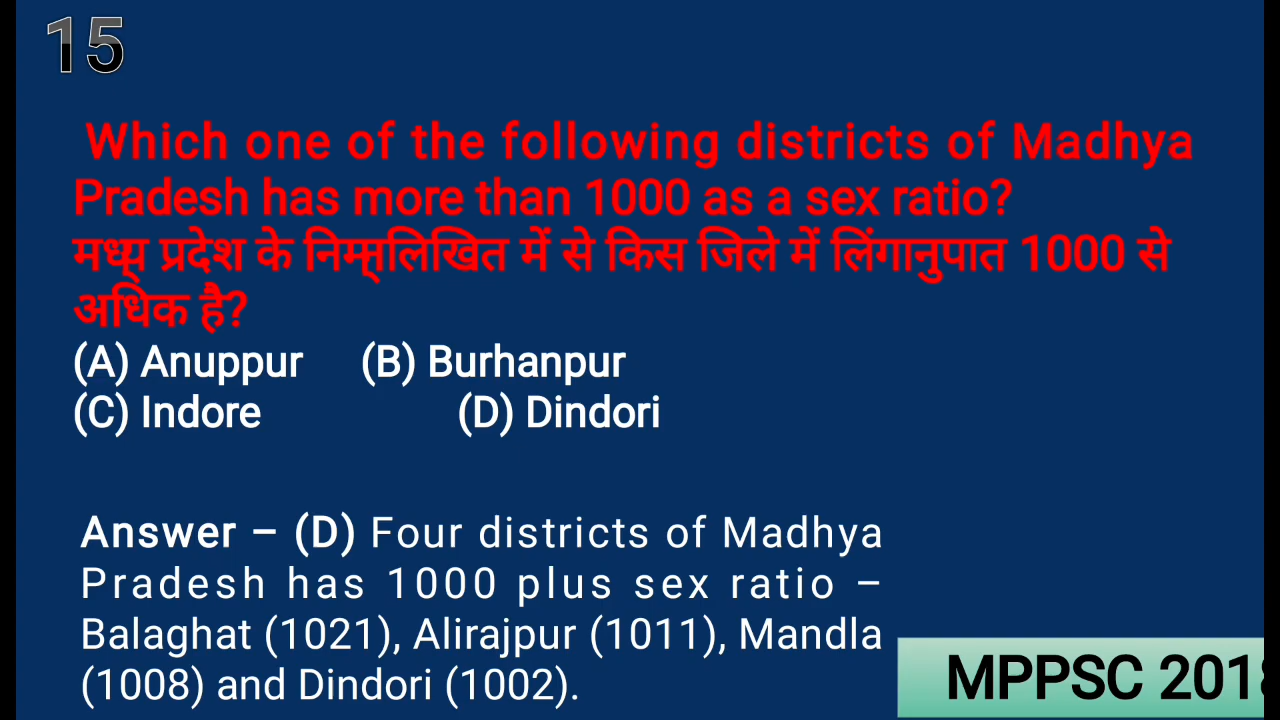 15
Which one of the following districts of Madhya
Pradesh has more than 1000 as a sex ratio?
मध्य प्रदेश के निम्नलिखित में से किस जिले में लिंगानुपात 1000 से
अधिक है?
(A) Anuppur (B) Burhanpur
(C) Indore (D) Dindori
Answer – (D) Four districts of Madhya
Pradesh has 1000 plus sex ratio –
Balaghat (1021), Alirajpur (1011), Mandla
(1008) and Dindori (1002).
MPPSC 2018